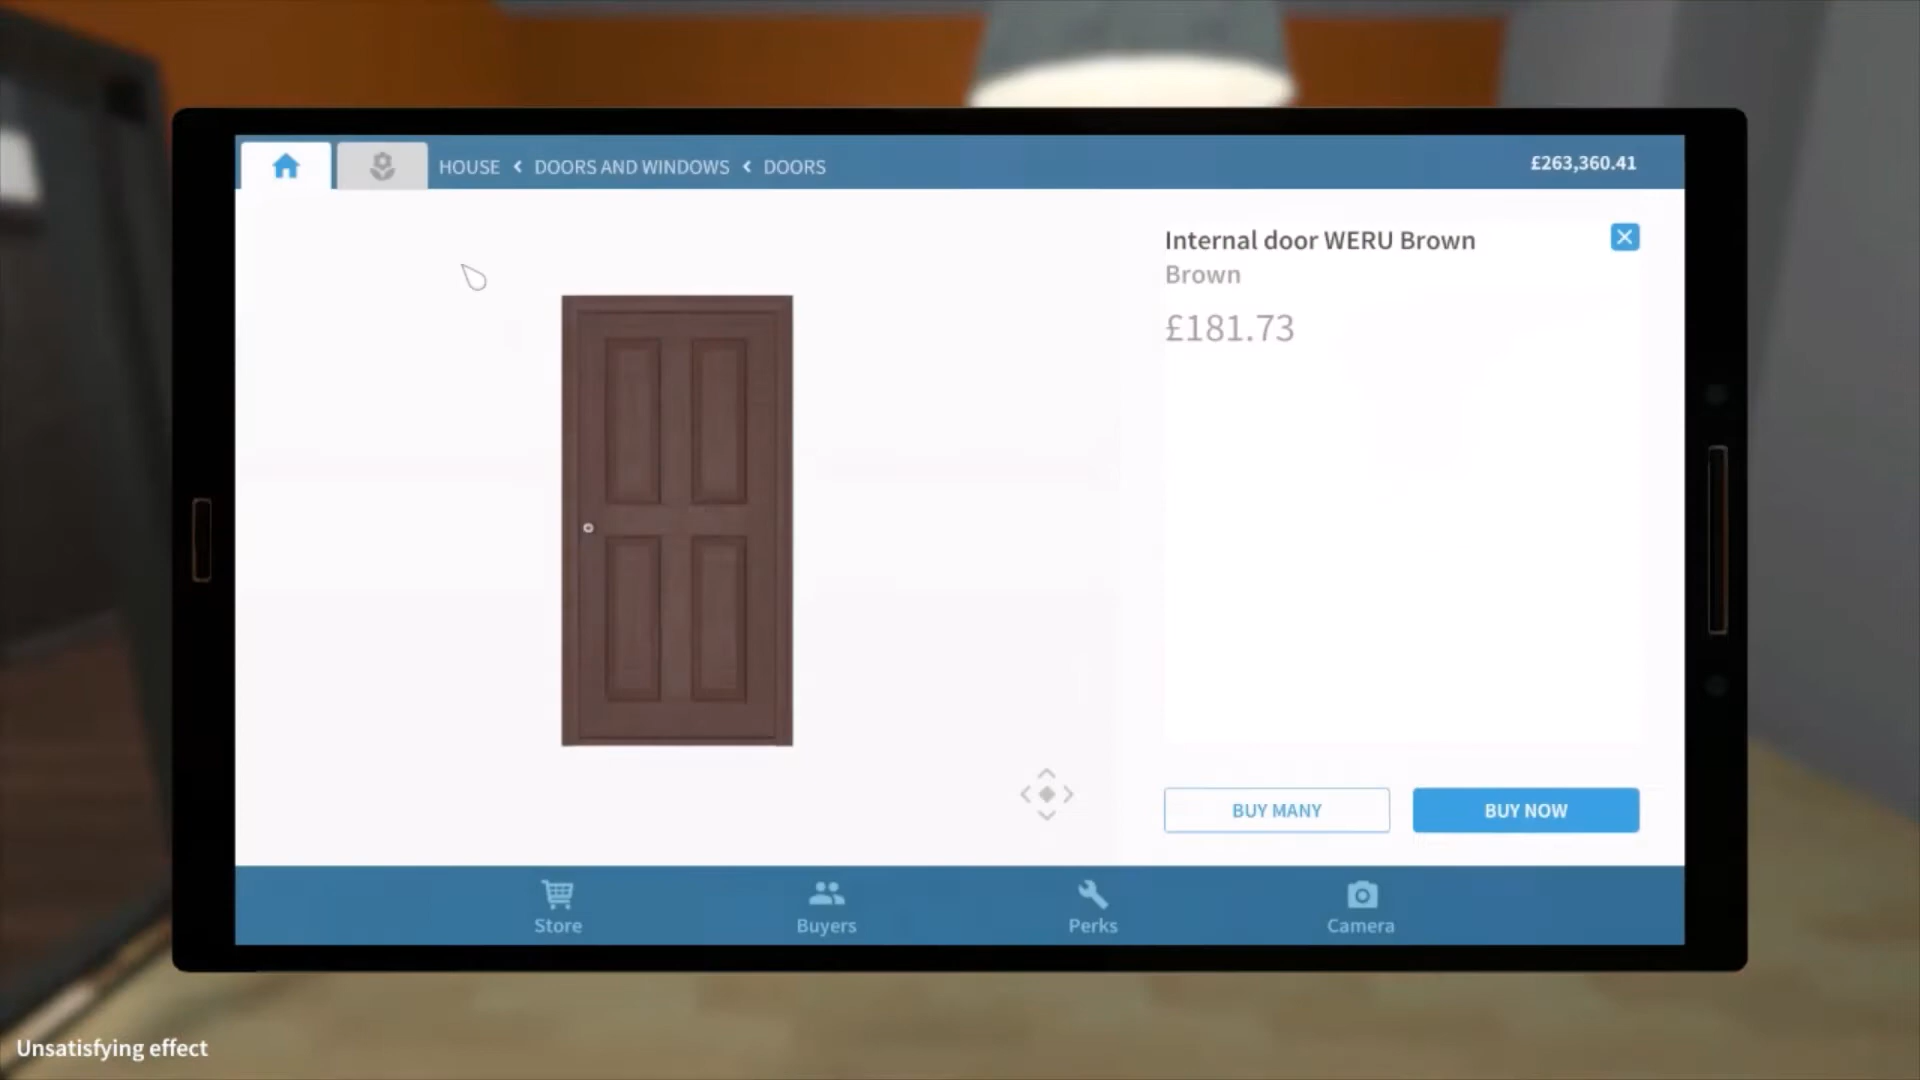 HOUSE < DOORS AND WINDOWS < DOORS
£263,360.41
Internal door WERU Brown
Brown
£181.73
BUY MANY
BUY NOW
Store
Buyers
Perks
Camera
Unsatisfying effect